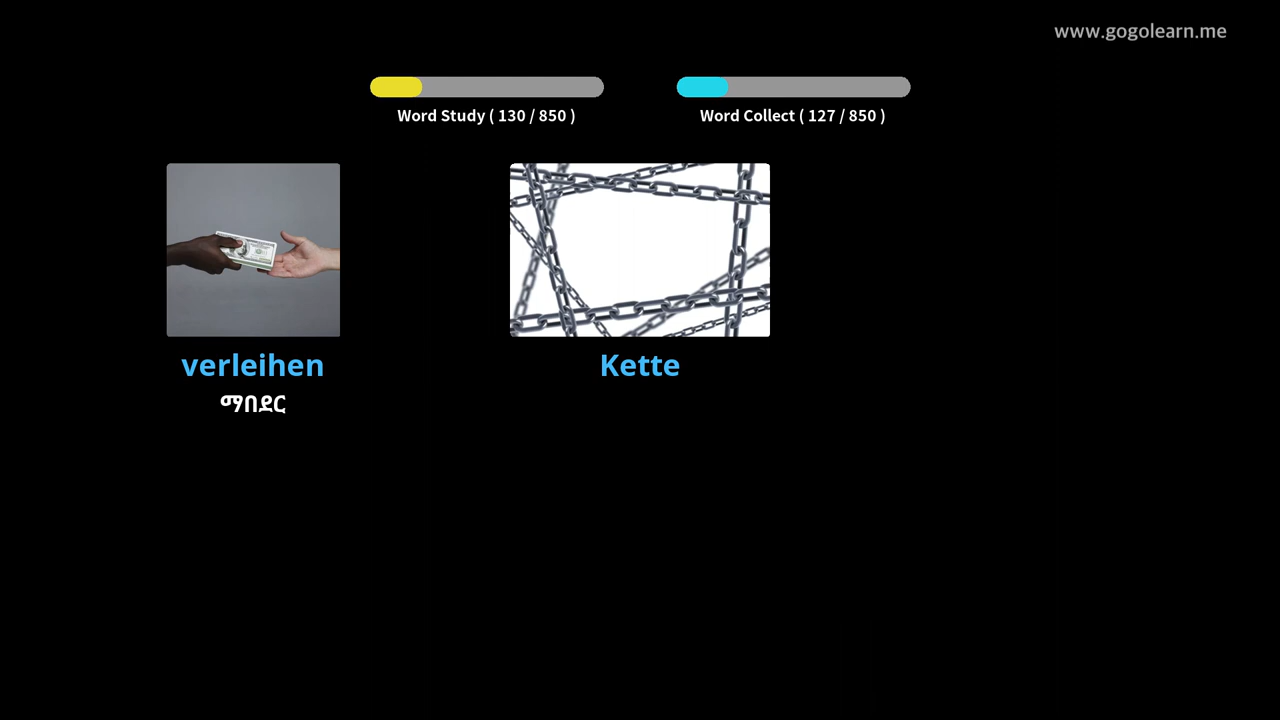 www.gogolearn.me
Word Study ( 130 / 850 )
Word Collect ( 127 / 850 )
verleihen
ማበደር
Kette